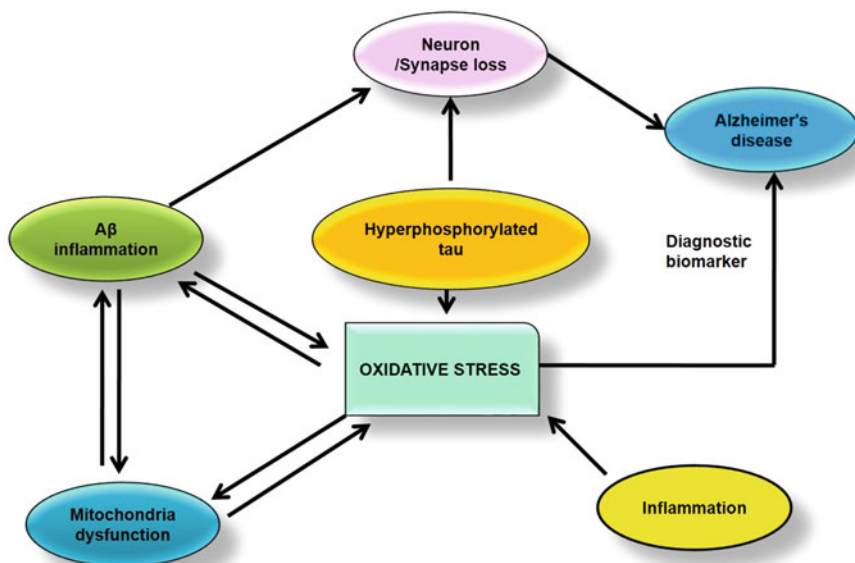 Neuron
/Synapse loss
Alzheimer's
disease
Aβ
inflammation
Hyperphosphorylated
tau
Diagnostic
biomarker
OXIDATIVE STRESS
Mitochondria
dysfunction
Inflammation